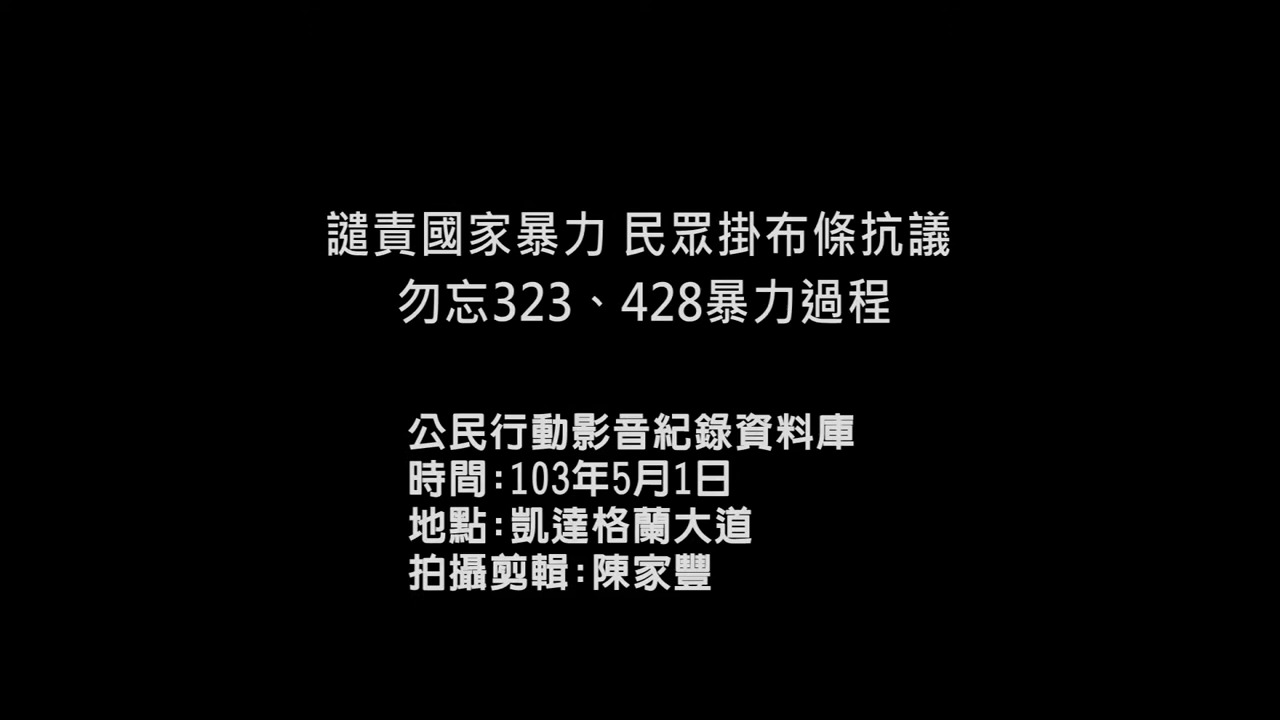 譴責國家暴力 民眾掛布條抗議
勿忘323、428暴力過程
公民行動影音紀錄資料庫
時間:103年5月1日
地點:凱達格蘭大道
拍攝剪輯:陳家豐